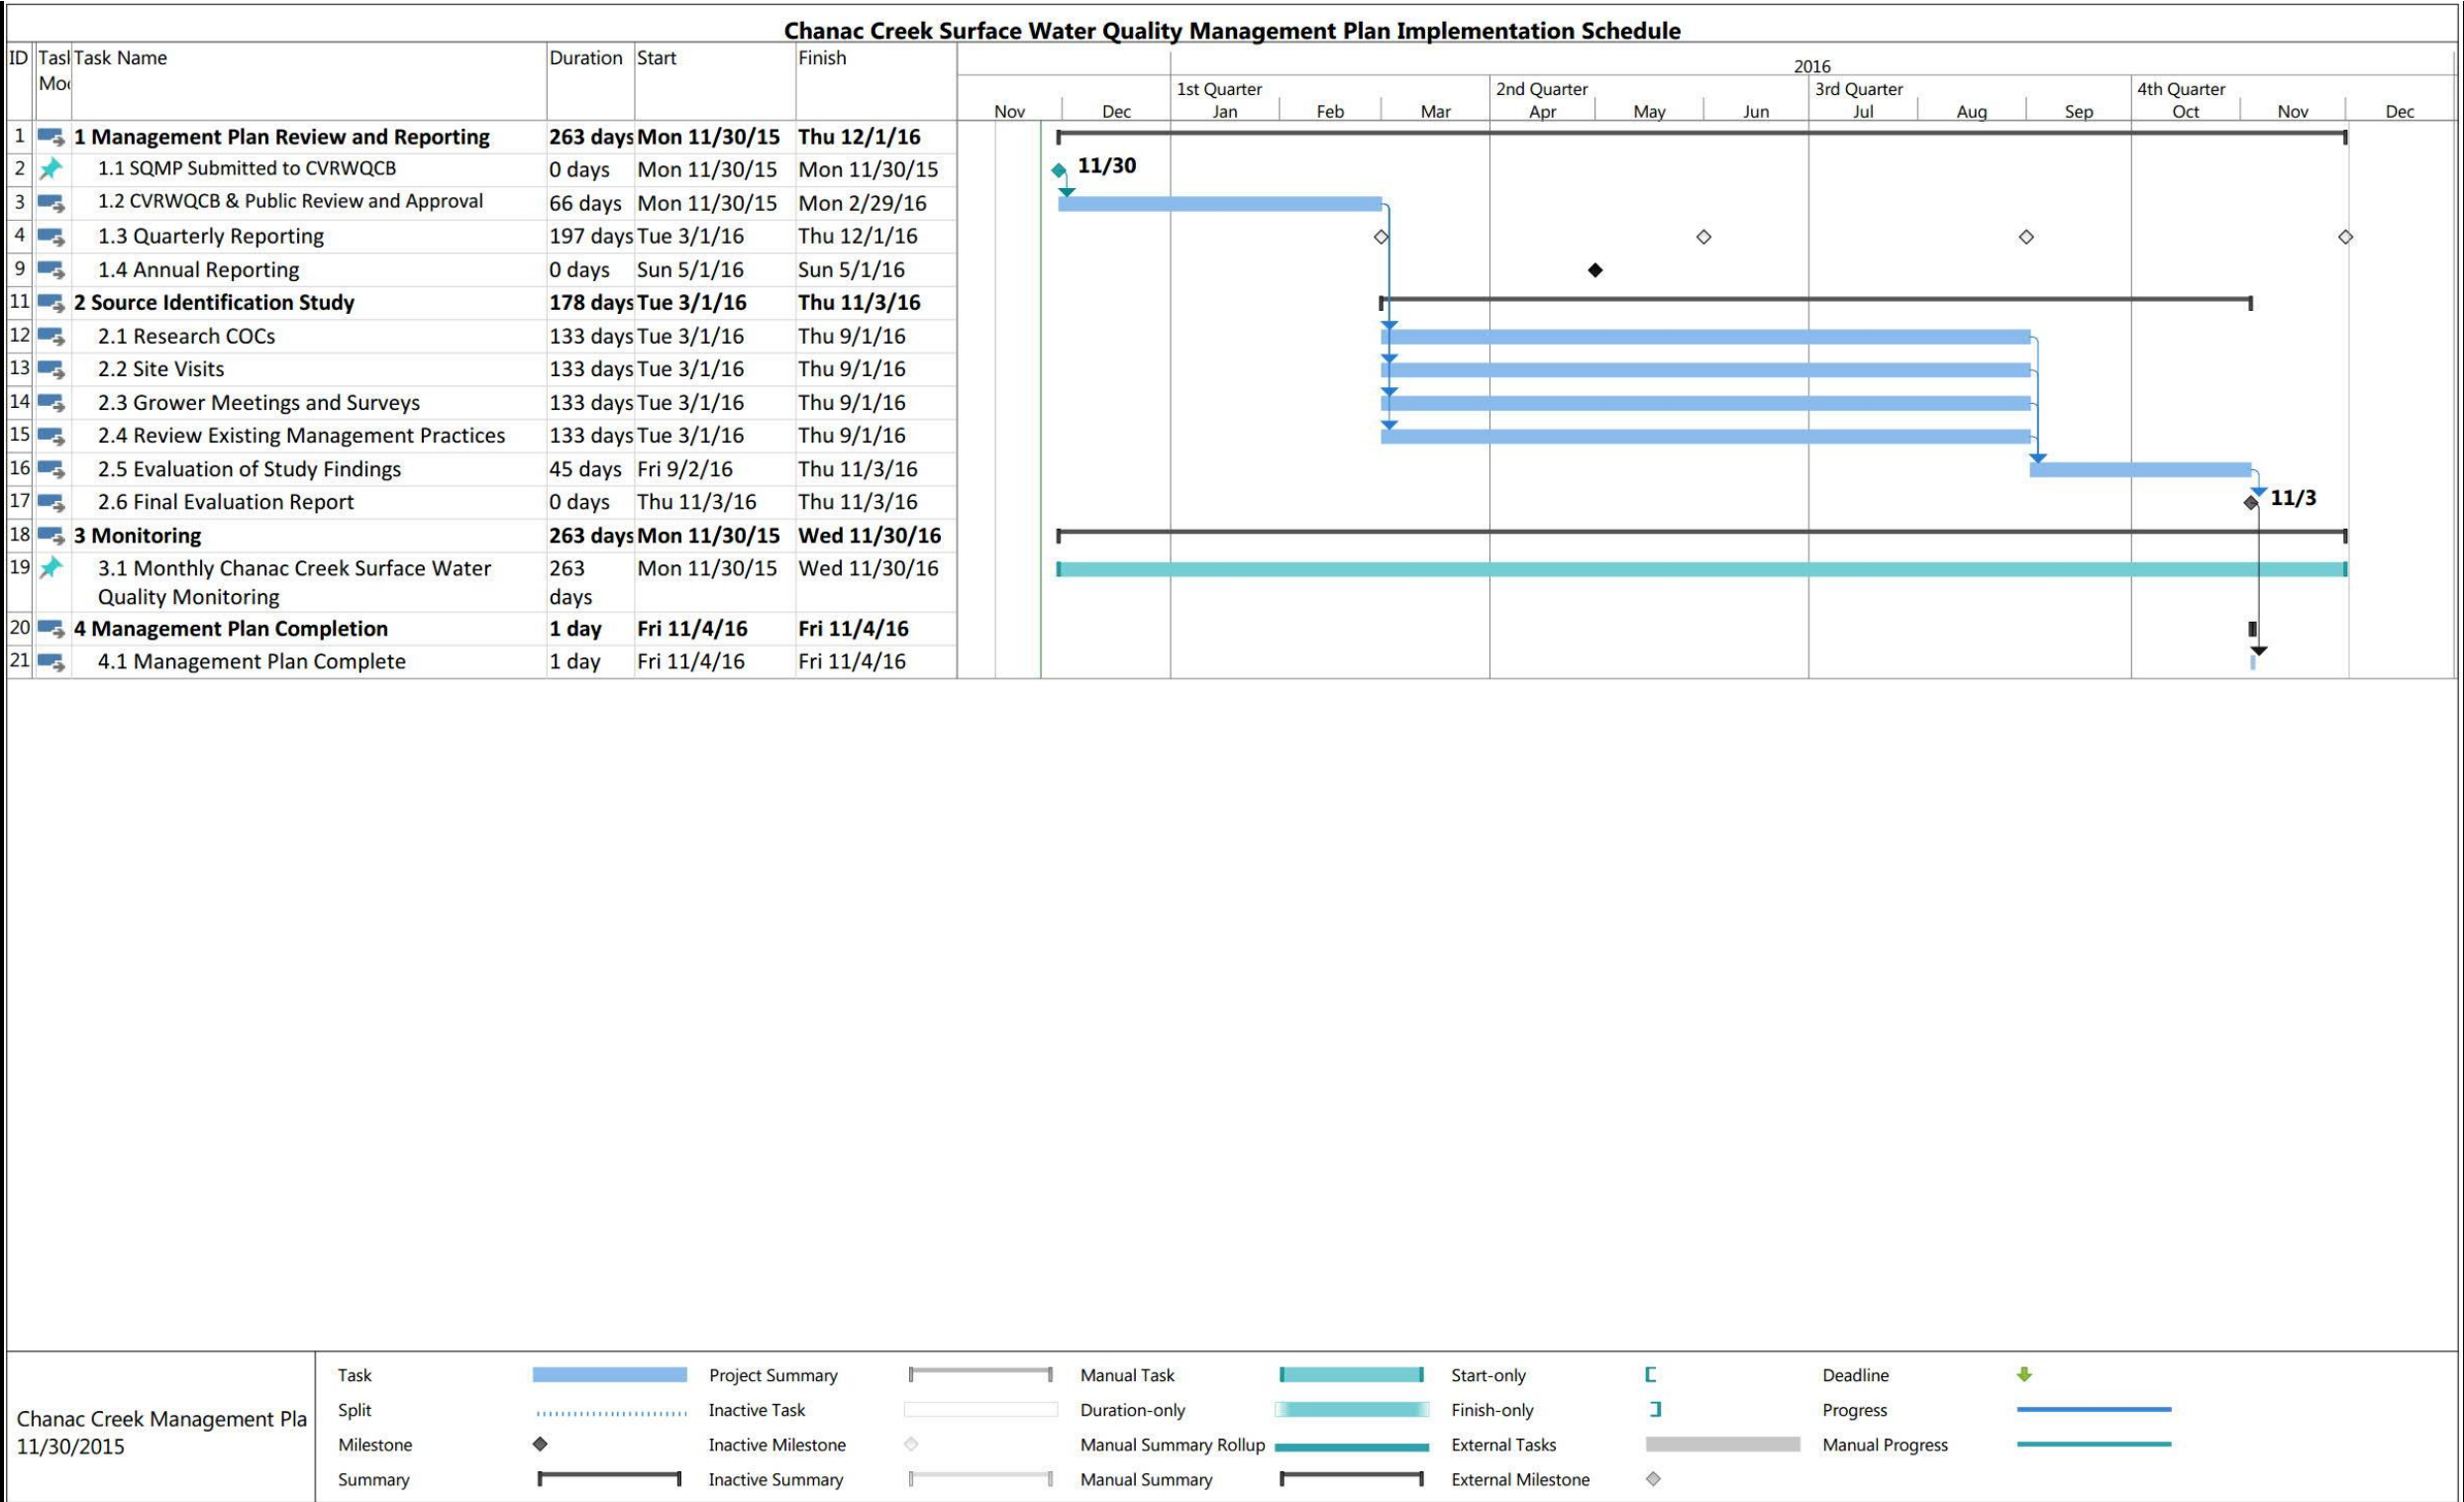 Chanac Creek Surface Water Quality Management Plan Implementation Schedule
ID Task Task Name Duration Start Finish
Mod
2016
1st Quarter 2nd Quarter 3rd Quarter 4th Quarter
Nov Dec Jan Feb Mar Apr May Jun Jul Aug Sep Oct Nov Dec
1 1 Management Plan Review and Reporting 263 days Mon 11/30/15 Thu 12/1/16
2 1.1 SQMP Submitted to CVRWQCB 0 days Mon 11/30/15 Mon 11/30/15 11/30
3 1.2 CVRWQCB & Public Review and Approval 66 days Mon 11/30/15 Mon 2/29/16
4 1.3 Quarterly Reporting 197 days Tue 3/1/16 Thu 12/1/16
9 1.4 Annual Reporting 0 days Sun 5/1/16 Sun 5/1/16
11 2 Source Identification Study 178 days Tue 3/1/16 Thu 11/3/16
12 2.1 Research COCs 133 days Tue 3/1/16 Thu 9/1/16
13 2.2 Site Visits 133 days Tue 3/1/16 Thu 9/1/16
14 2.3 Grower Meetings and Surveys 133 days Tue 3/1/16 Thu 9/1/16
15 2.4 Review Existing Management Practices 133 days Tue 3/1/16 Thu 9/1/16
16 2.5 Evaluation of Study Findings 45 days Fri 9/2/16 Thu 11/3/16
17 2.6 Final Evaluation Report 0 days Thu 11/3/16 Thu 11/3/16 11/3
18 3 Monitoring 263 days Mon 11/30/15 Wed 11/30/16
19 3.1 Monthly Chanac Creek Surface Water 263 Mon 11/30/15 Wed 11/30/16
Quality Monitoring days
20 4 Management Plan Completion 1 day Fri 11/4/16 Fri 11/4/16
21 4.1 Management Plan Complete 1 day Fri 11/4/16 Fri 11/4/16
Chanac Creek Management Pla
11/30/2015
Task Project Summary Manual Task Start-only Deadline
Split Inactive Task Duration-only Finish-only Progress
Milestone Inactive Milestone Manual Summary Rollup External Tasks Manual Progress
Summary Inactive Summary Manual Summary External Milestone